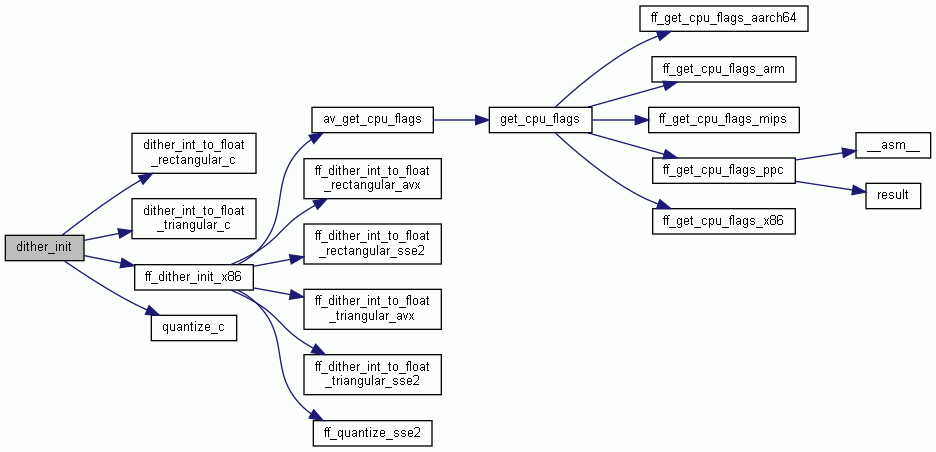 dither_init
dither_int_to_float
_rectangular_c
dither_int_to_float
_triangular_c
ff_dither_init_x86
quantize_c
av_get_cpu_flags
ff_dither_int_to_float
_rectangular_avx
ff_dither_int_to_float
_rectangular_sse2
ff_dither_int_to_float
_triangular_avx
ff_dither_int_to_float
_triangular_sse2
ff_quantize_sse2
get_cpu_flags
ff_get_cpu_flags_aarch64
ff_get_cpu_flags_arm
ff_get_cpu_flags_mips
ff_get_cpu_flags_ppc
ff_get_cpu_flags_x86
__asm__
result